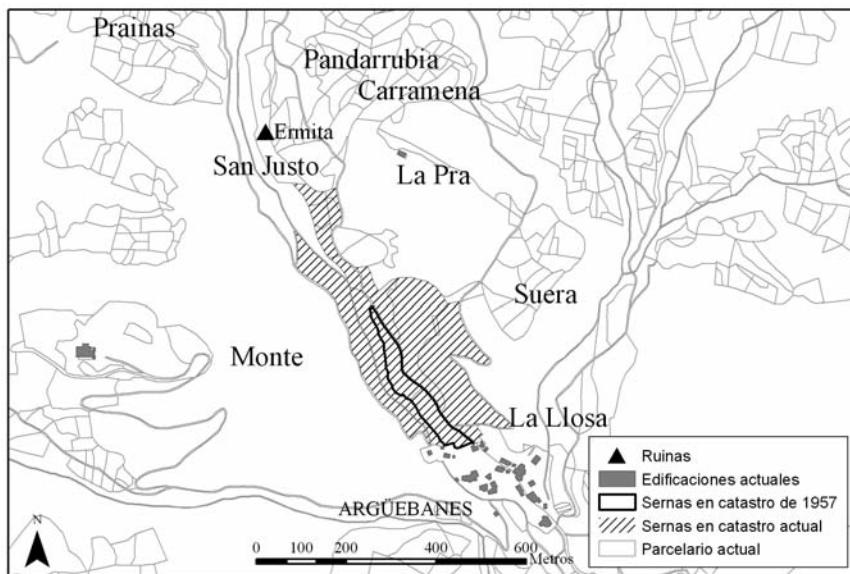 Prainas
Pandarrubia
Carramena
Ermita
San Justo
La Pra
Suera
Monte
La Llosa
ARGÜEBANES
N
0 200 400 600 Metros
Ruinas
Edificaciones actuales
Sernas en catastro de 1957
Sernas en catastro actual
Parcelario actual